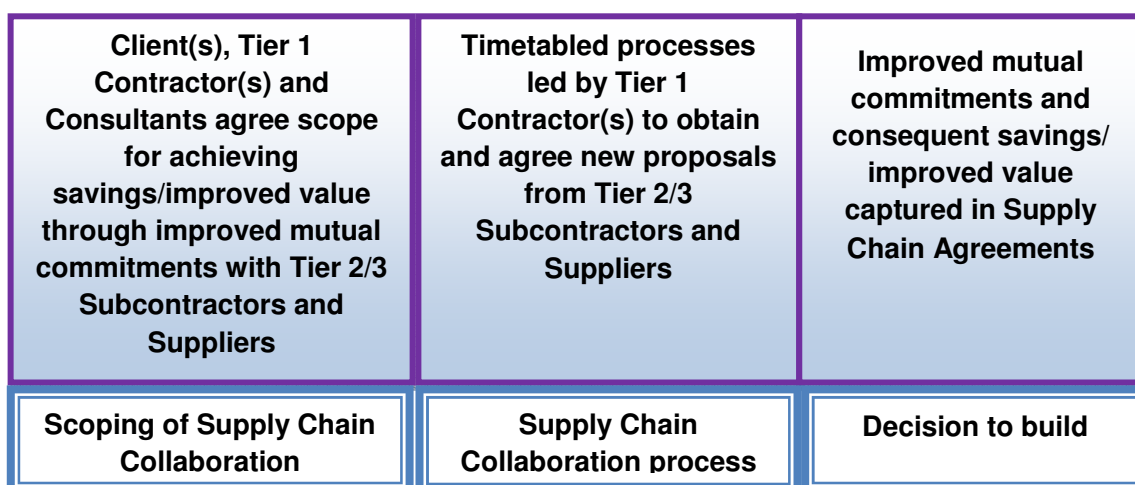 Client(s), Tier 1
Contractor(s) and
Consultants agree scope
for achieving
savings/improved value
through improved mutual
commitments with Tier 2/3
Subcontractors and
Suppliers
Timetabled processes
led by Tier 1
Contractor(s) to obtain
and agree new proposals
from Tier 2/3
Subcontractors and
Suppliers
Improved mutual
commitments and
consequent savings/
improved value
captured in Supply
Chain Agreements
Scoping of Supply Chain
Collaboration
Supply Chain
Collaboration process
Decision to build